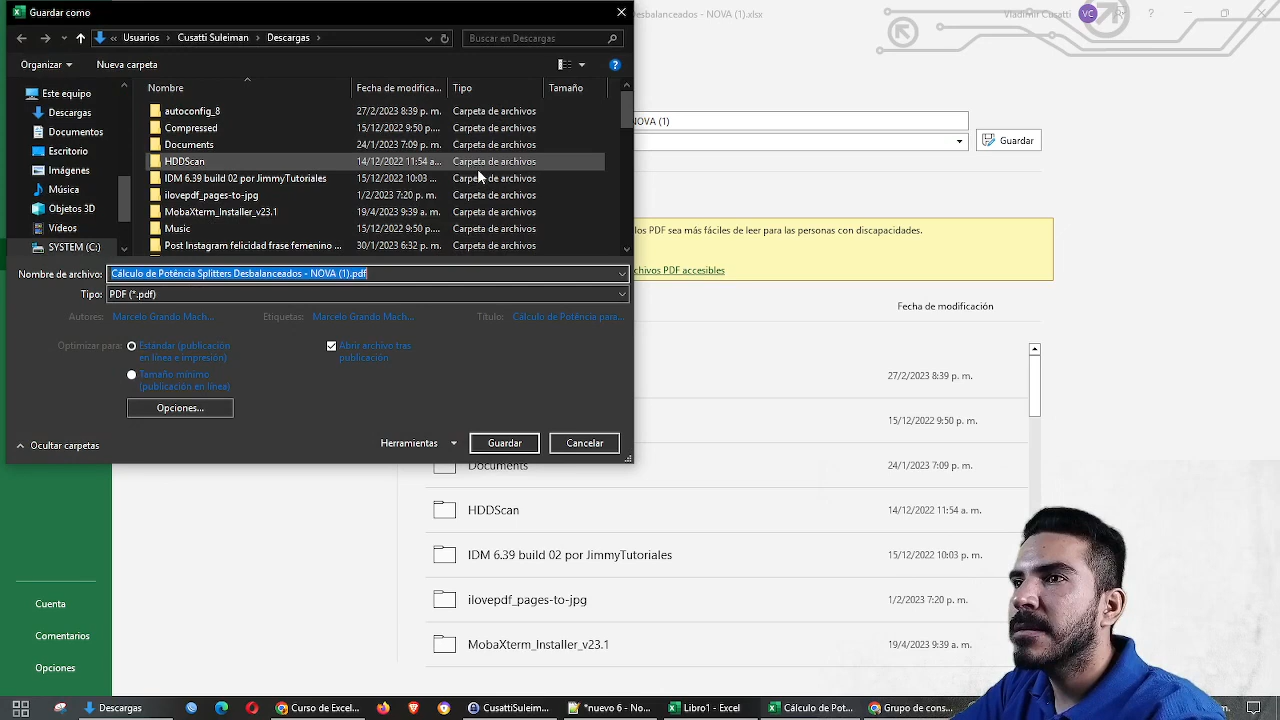 Guardar como
Desbalanceados - NOVA (1).xlsx
Vladimir Cusatti
VC
?
Usuarios
Cusatti Suleiman
Descargas
Buscar en Descargas
Organizar
Nueva carpeta
?
Nombre
Fecha de modifica...
Tipo
Tamaño
Este equipo
Descargas
Documentos
Escritorio
Imágenes
Música
Objetos 3D
Vídeos
SYSTEM (C:)
autoconfig_8
27/2/2023 8:39 p. m.
Carpeta de archivos
Compressed
15/12/2022 9:50 p....
Carpeta de archivos
Documents
24/1/2023 7:09 p. m.
Carpeta de archivos
HDDScan
14/12/2022 11:54 a...
Carpeta de archivos
IDM 6.39 build 02 por JimmyTutoriales
15/12/2022 10:03 p...
Carpeta de archivos
ilovepdf_pages-to-jpg
1/2/2023 7:20 p. m.
Carpeta de archivos
MobaXterm_Installer_v23.1
19/4/2023 9:39 a. m.
Carpeta de archivos
Music
15/12/2022 9:50 p....
Carpeta de archivos
Post Instagram felicidad frase femenino ...
30/1/2023 6:32 p. m.
Carpeta de archivos
Nombre de archivo:
Cálculo de Potência Splitters Desbalanceados - NOVA (1).pdf
Tipo:
PDF (*.pdf)
Autores:
Marcelo Grando Mach...
Etiquetas:
Marcelo Grando Mach...
Título:
Cálculo de Potência para...
Optimizar para:
Estándar (publicación
en línea e impresión)
Tamaño mínimo
(publicación en línea)
Abrir archivo tras
publicación
Opciones...
Ocultar carpetas
Herramientas
Guardar
Cancelar
NOVA (1)
Guardar
los PDF sea más fáciles de leer para las personas con discapacidades.
chivos PDF accesibles
Fecha de modificación
27/2/2023 8:39 p. m.
15/12/2022 9:50 p. m.
Documents
24/1/2023 7:09 p. m.
HDDScan
14/12/2022 11:54 a. m.
IDM 6.39 build 02 por JimmyTutoriales
15/12/2022 10:03 p. m.
ilovepdf_pages-to-jpg
1/2/2023 7:20 p. m.
MobaXterm_Installer_v23.1
19/4/2023 9:39 a. m.
Cuenta
Comentarios
Opciones
Descargas
Curso de Excel...
CusattiSuleim...
*nuevo 6 - No...
Libro1 - Excel
Cálculo de Pot...
Grupo de cons...